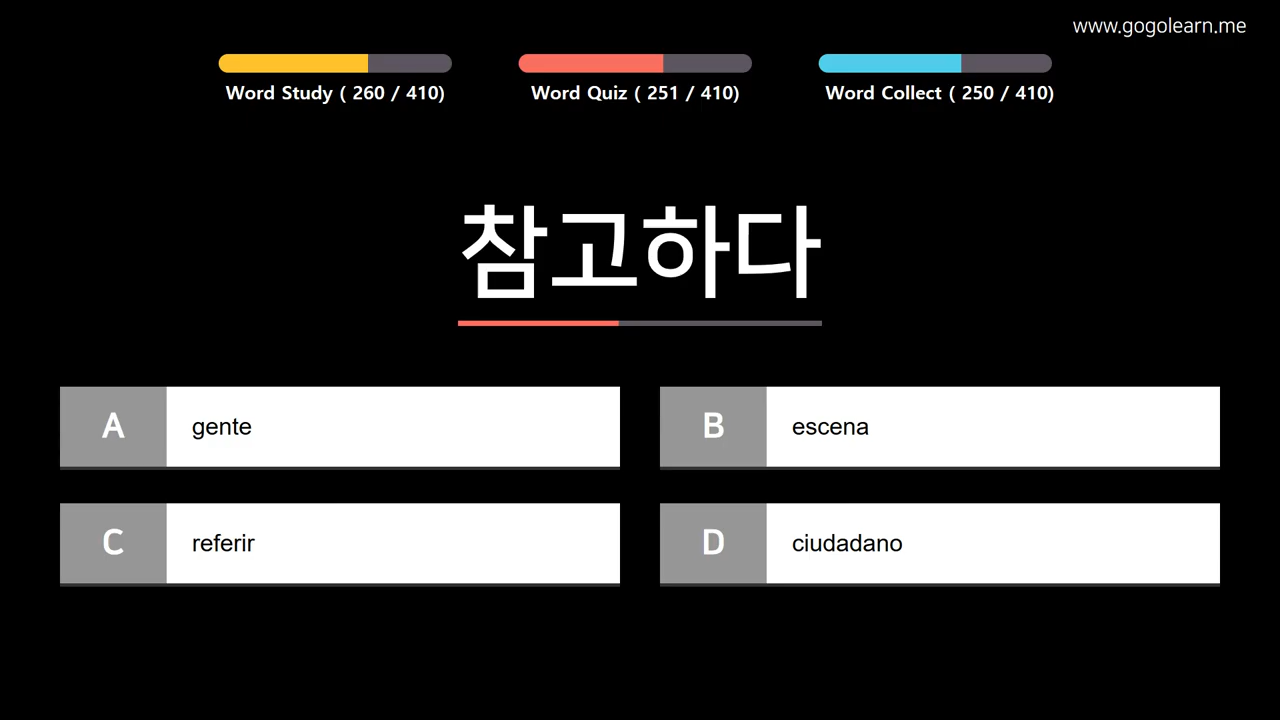 www.gogolearn.me
Word Study ( 260 / 410)
Word Quiz ( 251 / 410)
Word Collect ( 250 / 410)
참고하다
A gente
B escena
C referir
D ciudadano